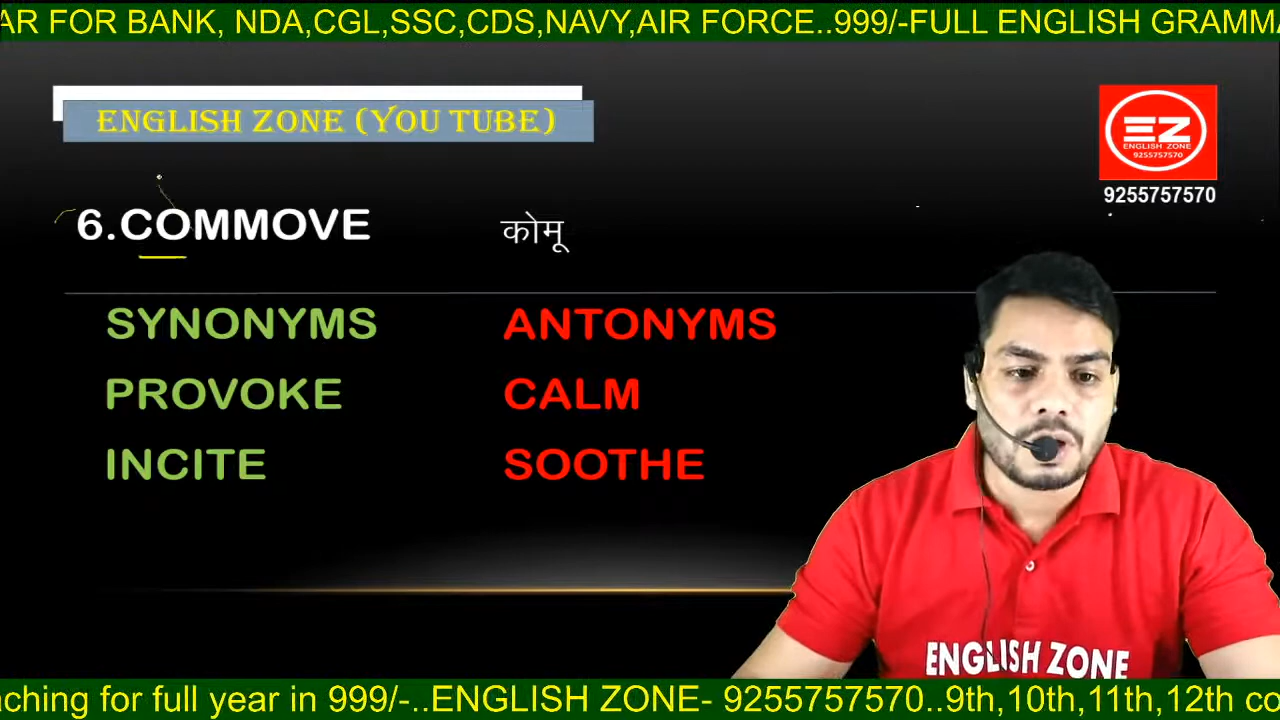 AR FOR BANK, NDA,CGL,SSC,CDS,NAVY,AIR FORCE..999/-FULL ENGLISH GRAMMA
ENGLISH ZONE (YOU TUBE)
EZ
ENGLISH ZONE
9255757570
9255757570
6.COMMOVE कोमू
SYNONYMS ANTONYMS
PROVOKE CALM
INCITE SOOTHE
ENGLISH ZONE
aching for full year in 999/-..ENGLISH ZONE- 9255757570..9th,10th,11th,12th co